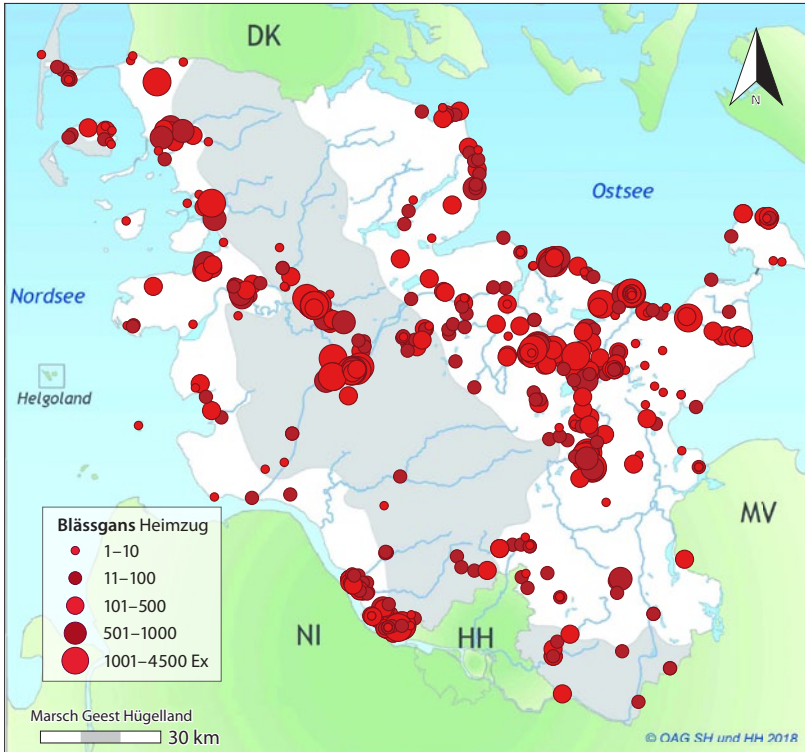 DK
N
Ostsee
Nordsee
Helgoland
MV
Blässgans Heimzug
1–10
11–100
101–500
501–1000
1001–4500 Ex
NI
HH
Marsch Geest Hügelland
30 km
© OAG SH und HH 2018